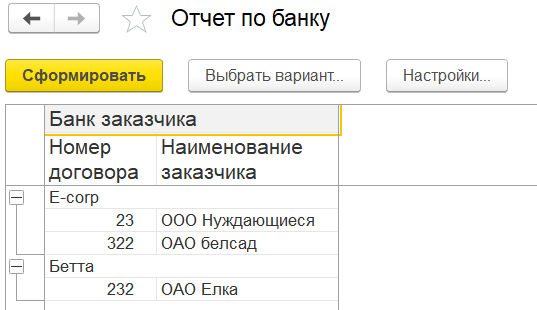 Отчет по банку
Сформировать Выбрать вариант... Настройки...
Банк заказчика
Номер договора Наименование заказчика
E-corp
23 ООО Нуждающиеся
322 ОАО белсад
Бетта
232 ОАО Елка